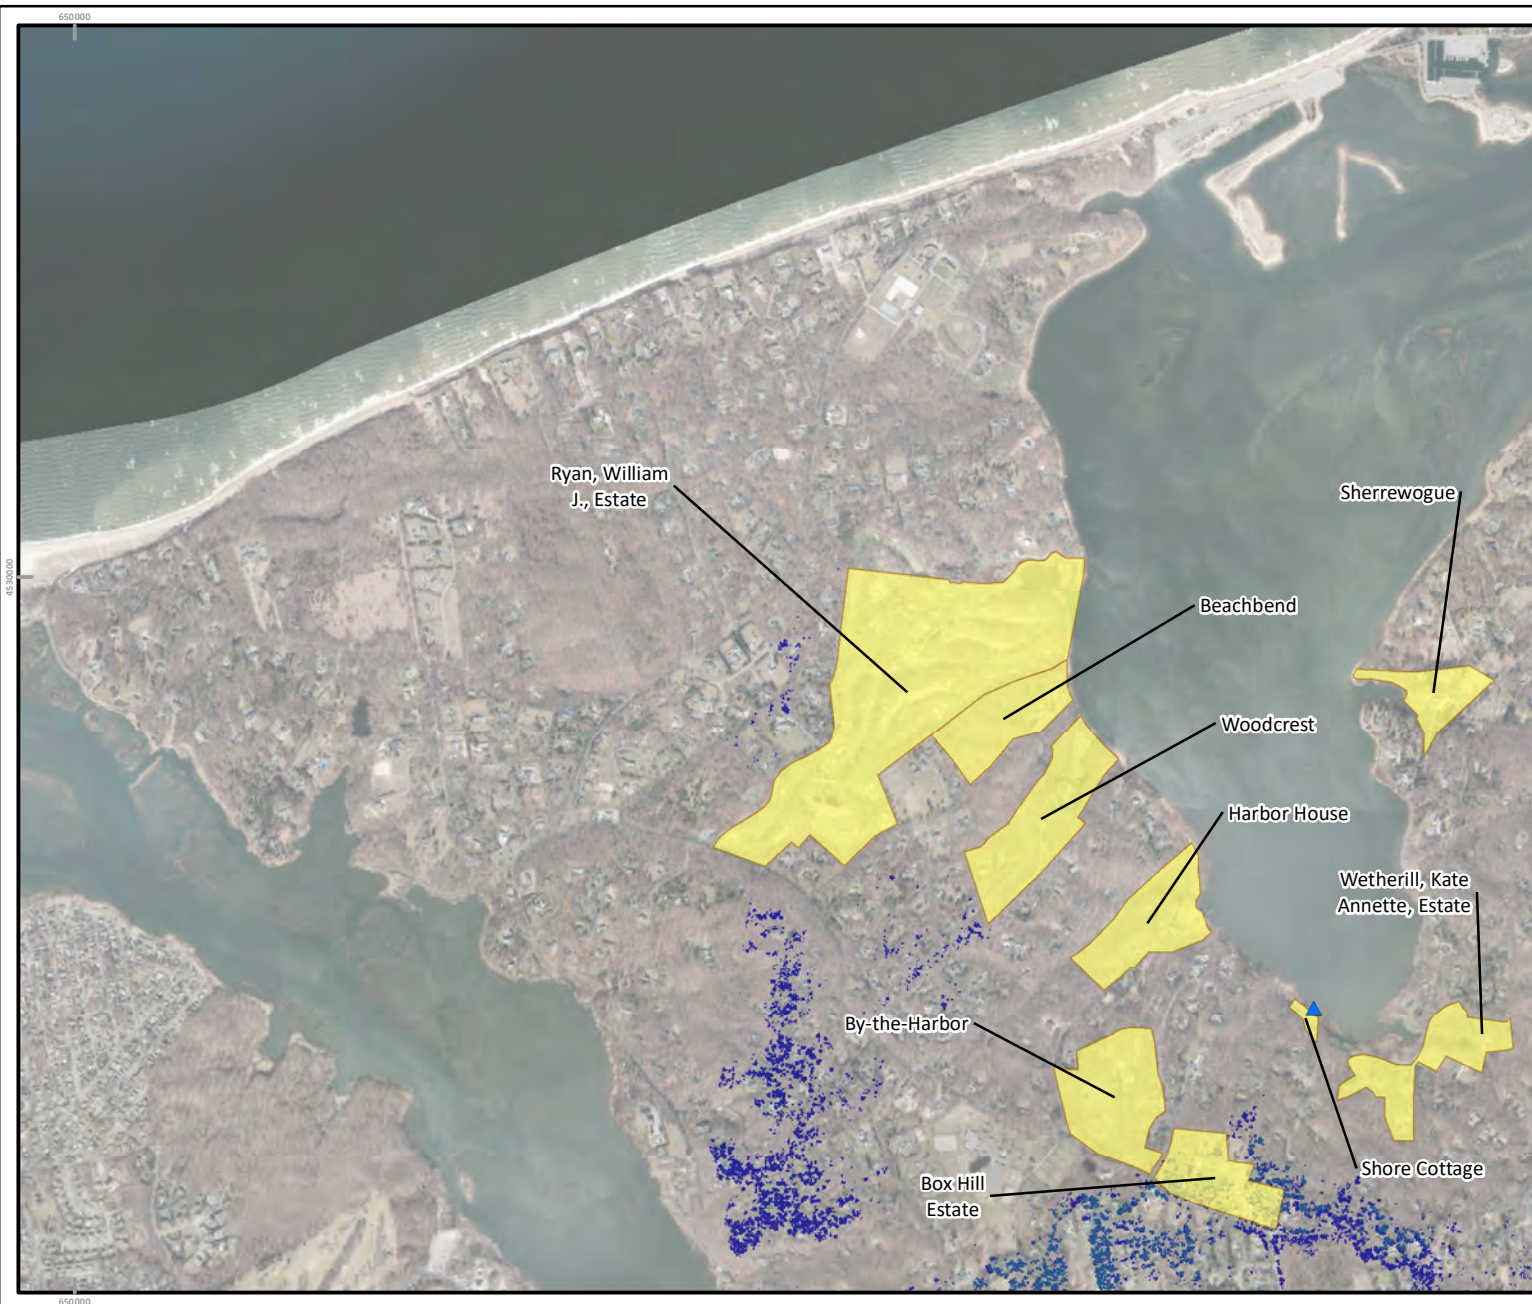 650000
Ryan, William
J., Estate
Sherrewogue
4530000
Beachbend
Woodcrest
Harbor House
Wetherill, Kate
Annette, Estate
By-the-Harbor
Shore Cottage
Box Hill
Estate
650000